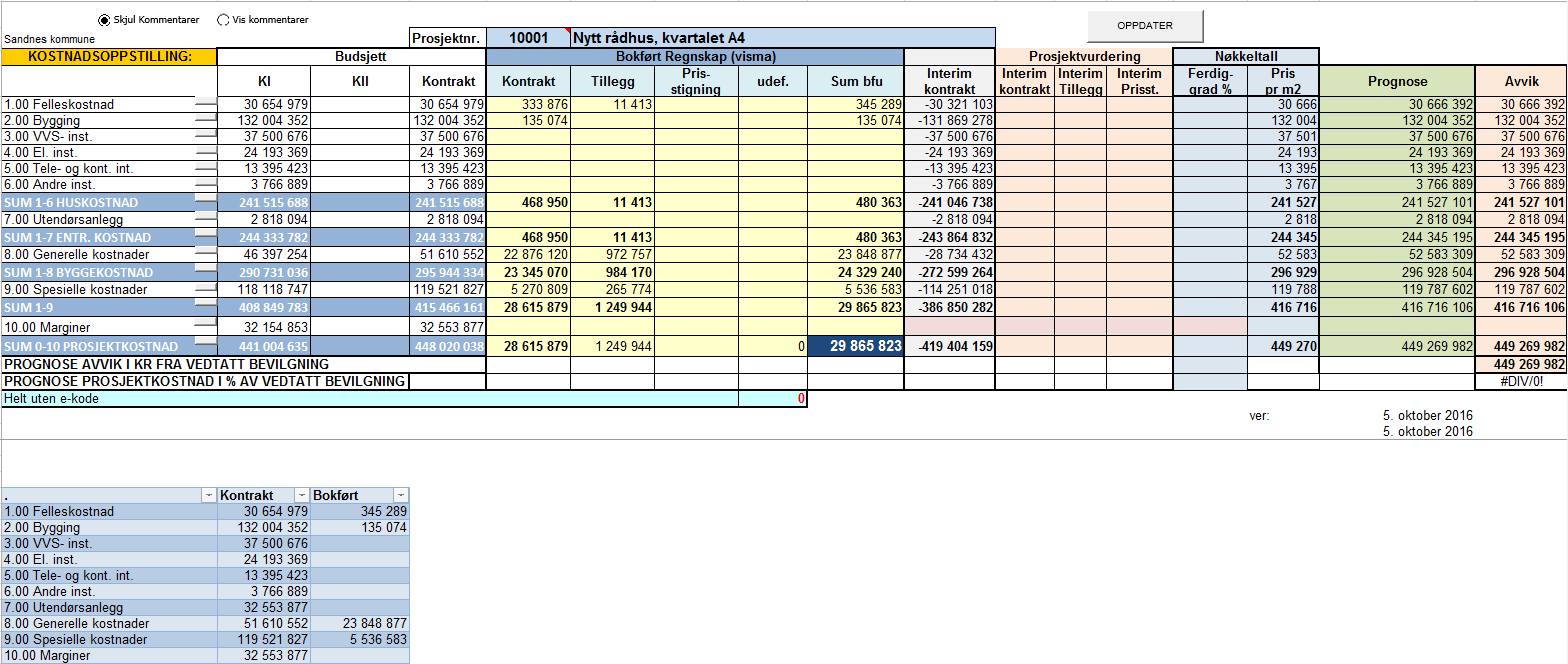 Skjul Kommentarer Vis kommentarer
OPPDATER
Sandnes kommune Prosjektnr. 10001 Nytt rådhus, kvartalet A4
KOSTNADSOPPSTILLING: Budsjett Bokført Regnskap (visma) Prosjektvurdering Nøkkeltall
KI KII Kontrakt Kontrakt Tillegg Pris-stigning udef. Sum bfu Interim kontrakt Interim kontrakt Interim Tillegg Interim Prisst. Ferdig-grad % Pris pr m2 Prognose Avvik
1.00 Felleskostnad 30 654 979 30 654 979 333 876 11 413 345 289 -30 321 103 30 666 30 666 392 30 666 392
2.00 Bygging 132 004 352 132 004 352 135 074 135 074 -131 869 278 132 004 132 004 352 132 004 352
3.00 VVS- inst. 37 500 676 37 500 676 -37 500 676 37 501 37 500 676 37 500 676
4.00 El. inst. 24 193 369 24 193 369 -24 193 369 24 193 24 193 369 24 193 369
5.00 Tele- og kont. int. 13 395 423 13 395 423 -13 395 423 13 395 13 395 423 13 395 423
6.00 Andre inst. 3 766 889 3 766 889 -3 766 889 3 767 3 766 889 3 766 889
SUM 1-6 HUSKOSTNAD 241 515 688 241 515 688 468 950 11 413 480 363 -241 046 738 241 527 241 527 101 241 527 101
7.00 Utendørsanlegg 2 818 094 2 818 094 -2 818 094 2 818 2 818 094 2 818 094
SUM 1-7 ENTR. KOSTNAD 244 333 782 244 333 782 468 950 11 413 480 363 -243 864 832 244 345 244 345 195 244 345 195
8.00 Generelle kostnader 46 397 254 51 610 552 22 876 120 972 757 23 848 877 -28 734 432 52 583 52 583 309 52 583 309
SUM 1-8 BYGGEKOSTNAD 290 731 036 295 944 334 23 345 070 984 170 24 329 240 -272 599 264 296 929 296 928 504 296 928 504
9.00 Spesielle kostnader 118 118 747 119 521 827 5 270 809 265 774 5 536 583 -114 251 018 119 788 119 787 602 119 787 602
SUM 1-9 408 849 783 415 466 161 28 615 879 1 249 944 29 865 823 -386 850 282 416 716 416 716 106 416 716 106
10.00 Marginer 32 154 853 32 553 877
SUM 0-10 PROSJEKTKOSTNAD 441 004 635 448 020 038 28 615 879 1 249 944 0 29 865 823 -419 404 159 449 270 449 269 982 449 269 982
PROGNOSE AVVIK I KR FRA VEDTATT BEVILGNING 449 269 982
PROGNOSE PROSJEKTKOSTNAD I % AV VEDTATT BEVILGNING #DIV/0!
Helt uten e-kode 0
ver: 5. oktober 2016
5. oktober 2016
. Kontrakt Bokført
1.00 Felleskostnad 30 654 979 345 289
2.00 Bygging 132 004 352 135 074
3.00 VVS- inst. 37 500 676
4.00 El. inst. 24 193 369
5.00 Tele- og kont. int. 13 395 423
6.00 Andre inst. 3 766 889
7.00 Utendørsanlegg 32 553 877
8.00 Generelle kostnader 51 610 552 23 848 877
9.00 Spesielle kostnader 119 521 827 5 536 583
10.00 Marginer 32 553 877